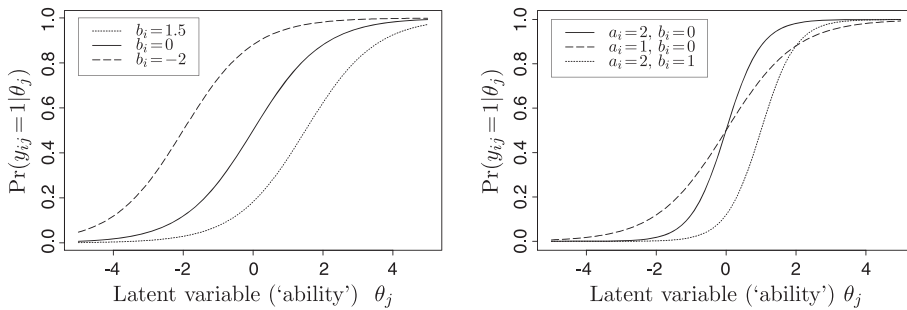 b_i=1.5
b_i=0
b_i=−2
Pr(y_ij=1|θ_j)
0.0 0.2 0.4 0.6 0.8 1.0
-4 -2 0 2 4
Latent variable (‘ability’) θ_j
a_i=2, b_i=0
a_i=1, b_i=0
a_i=2, b_i=1
Pr(y_ij=1|θ_j)
0.0 0.2 0.4 0.6 0.8 1.0
-4 -2 0 2 4
Latent variable (‘ability’) θ_j